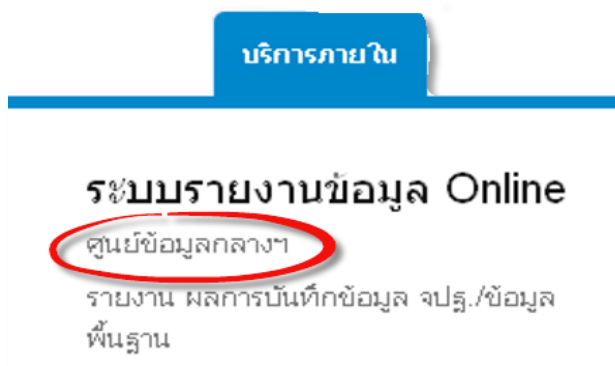 บริการภายใน
ระบบรายงานข้อมูล Online
ศูนย์ข้อมูลกลางฯ
รายงาน ผลการบันทึกข้อมูล จปฐ./ข้อมูล
พื้นฐาน